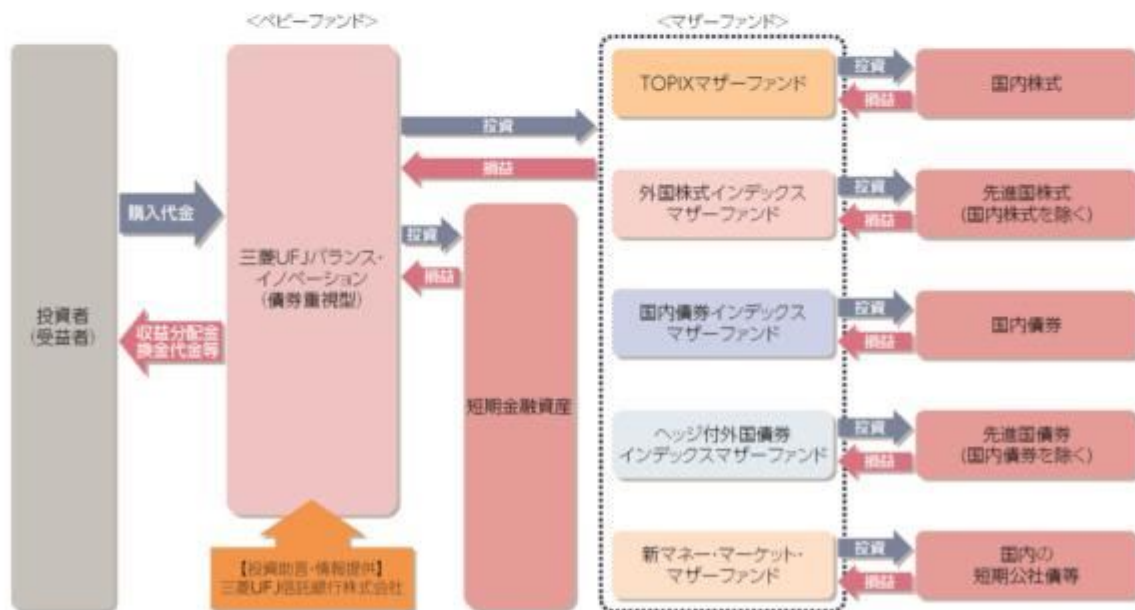 <ベビーファンド>
<マザーファンド>
投資者
(受益者)
購入代金
収益分配金
換金代金等
三菱UFJバランス・
イノベーション
(債券重視型)
【投資助言・情報提供】
三菱UFJ信託銀行株式会社
投資
損益
投資
損益
短期金融資産
TOPIXマザーファンド
投資
損益
国内株式
外国株式インデックス
マザーファンド
投資
損益
先進国株式
(国内株式を除く)
国内債券インデックス
マザーファンド
投資
損益
国内債券
ヘッジ付外国債券
インデックスマザーファンド
投資
損益
先進国債券
(国内債券を除く)
新マネー・マーケット・
マザーファンド
投資
損益
国内の
短期公社債等